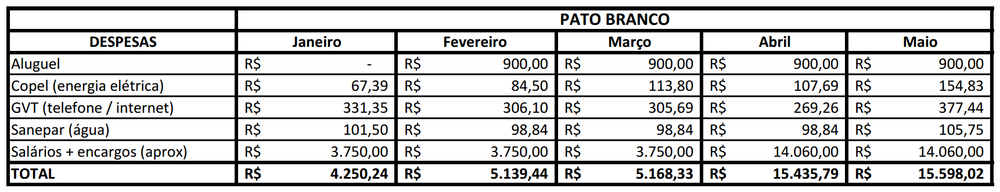 PATO BRANCO
DESPESAS Janeiro Fevereiro Março Abril Maio
Aluguel R$ - R$ 900,00 R$ 900,00 R$ 900,00 R$ 900,00
Copel (energia elétrica) R$ 67,39 R$ 84,50 R$ 113,80 R$ 107,69 R$ 154,83
GVT (telefone / internet) R$ 331,35 R$ 306,10 R$ 305,69 R$ 269,26 R$ 377,44
Sanepar (água) R$ 101,50 R$ 98,84 R$ 98,84 R$ 98,84 R$ 105,75
Salários + encargos (aprox) R$ 3.750,00 R$ 3.750,00 R$ 3.750,00 R$ 14.060,00 R$ 14.060,00
TOTAL R$ 4.250,24 R$ 5.139,44 R$ 5.168,33 R$ 15.435,79 R$ 15.598,02